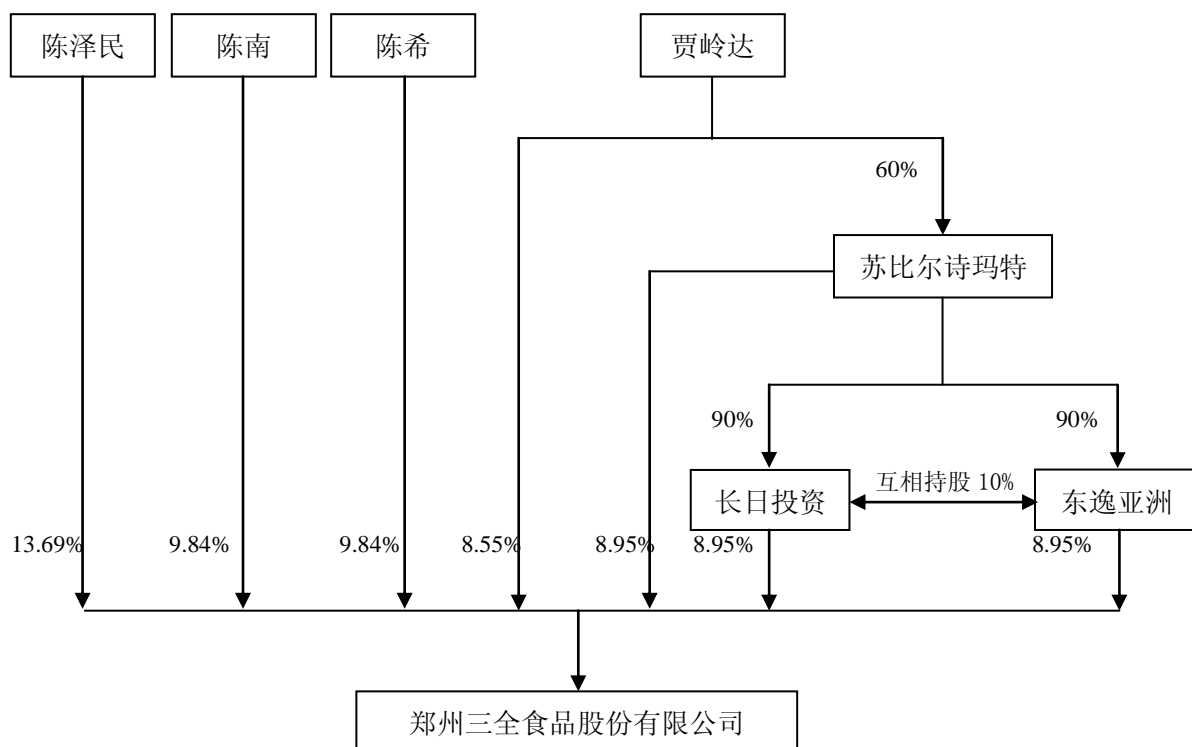 陈泽民
陈南
陈希
贾岭达
60%
苏比尔诗玛特
90%
90%
长日投资
互相持股 10%
东逸亚洲
13.69%
9.84%
9.84%
8.55%
8.95%
8.95%
8.95%
郑州三全食品股份有限公司